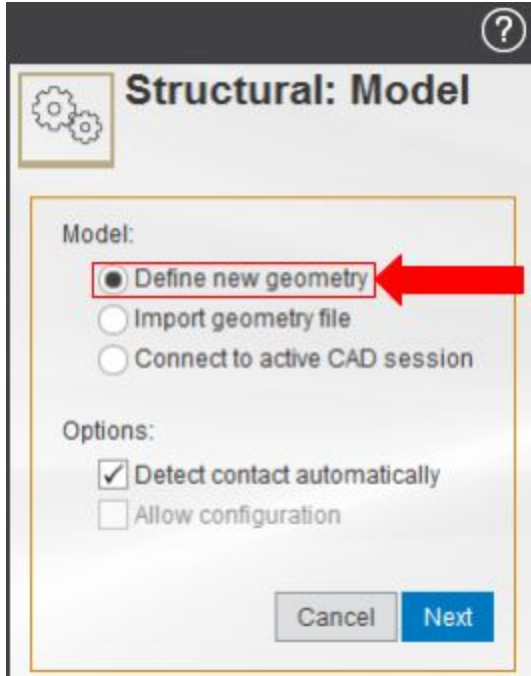 ?
Structural: Model
Model:
Define new geometry
Import geometry file
Connect to active CAD session
Options:
Detect contact automatically
Allow configuration
Cancel Next